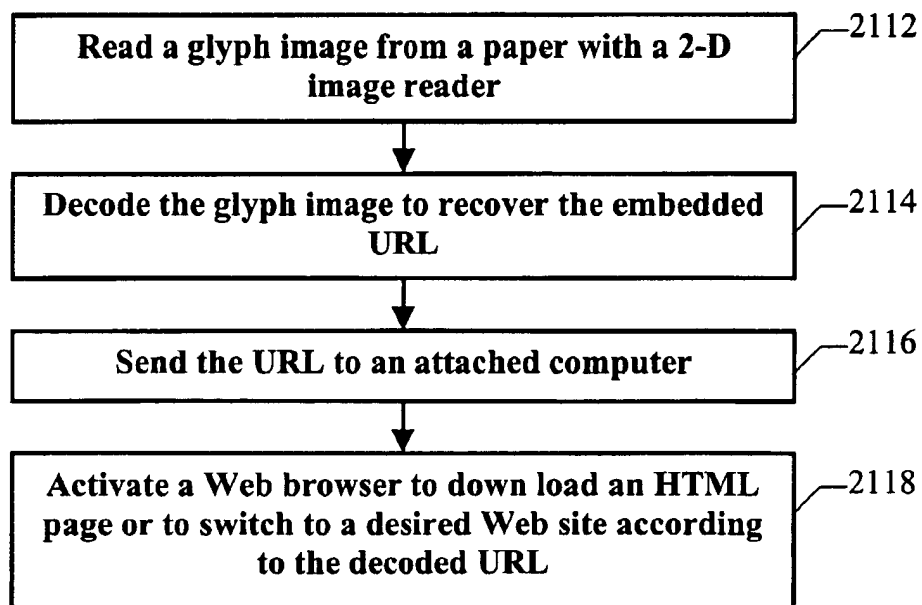 Read a glyph image from a paper with a 2-D
image reader
2112
Decode the glyph image to recover the embedded
URL
2114
Send the URL to an attached computer
2116
Activate a Web browser to down load an HTML
page or to switch to a desired Web site according
to the decoded URL
2118